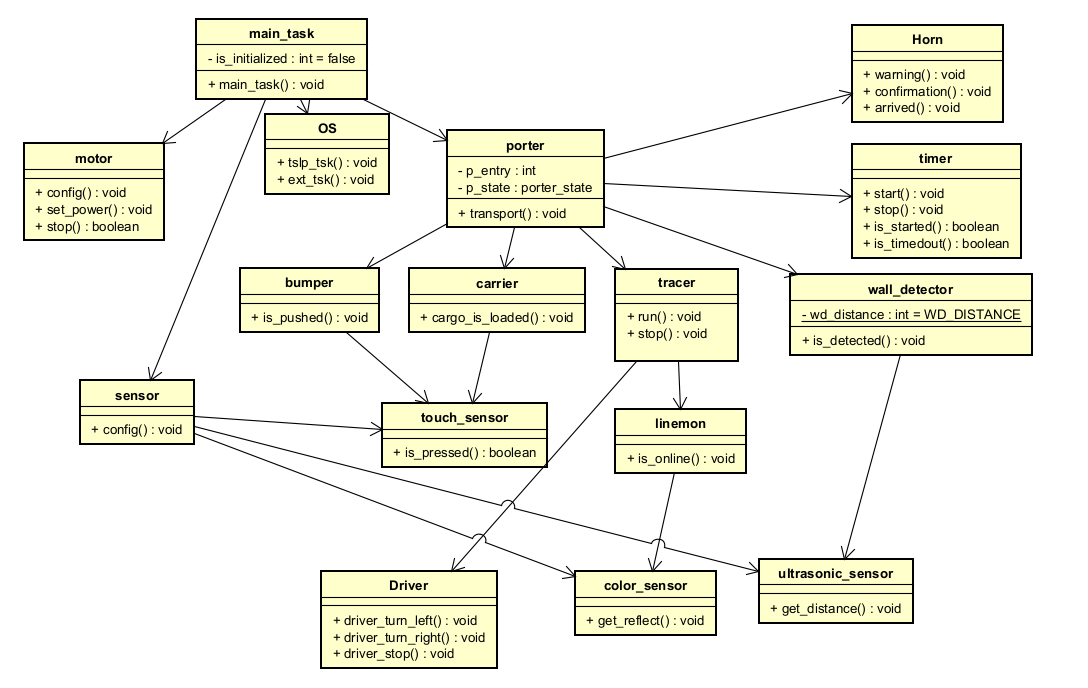 main_task
- is_initialized : int = false
+ main_task() : void
Horn
+ warning() : void
+ confirmation() : void
+ arrived() : void
OS
+ tslp_tsk() : void
+ ext_tsk() : void
motor
+ config() : void
+ set_power() : void
+ stop() : boolean
porter
- p_entry : int
- p_state : porter_state
+ transport() : void
timer
+ start() : void
+ stop() : void
+ is_started() : boolean
+ is_timedout() : boolean
bumper
+ is_pushed() : void
carrier
+ cargo_is_loaded() : void
tracer
+ run() : void
+ stop() : void
wall_detector
- wd_distance : int = WD_DISTANCE
+ is_detected() : void
sensor
+ config() : void
touch_sensor
+ is_pressed() : boolean
linemon
+ is_online() : void
Driver
+ driver_turn_left() : void
+ driver_turn_right() : void
+ driver_stop() : void
color_sensor
+ get_reflect() : void
ultrasonic_sensor
+ get_distance() : void